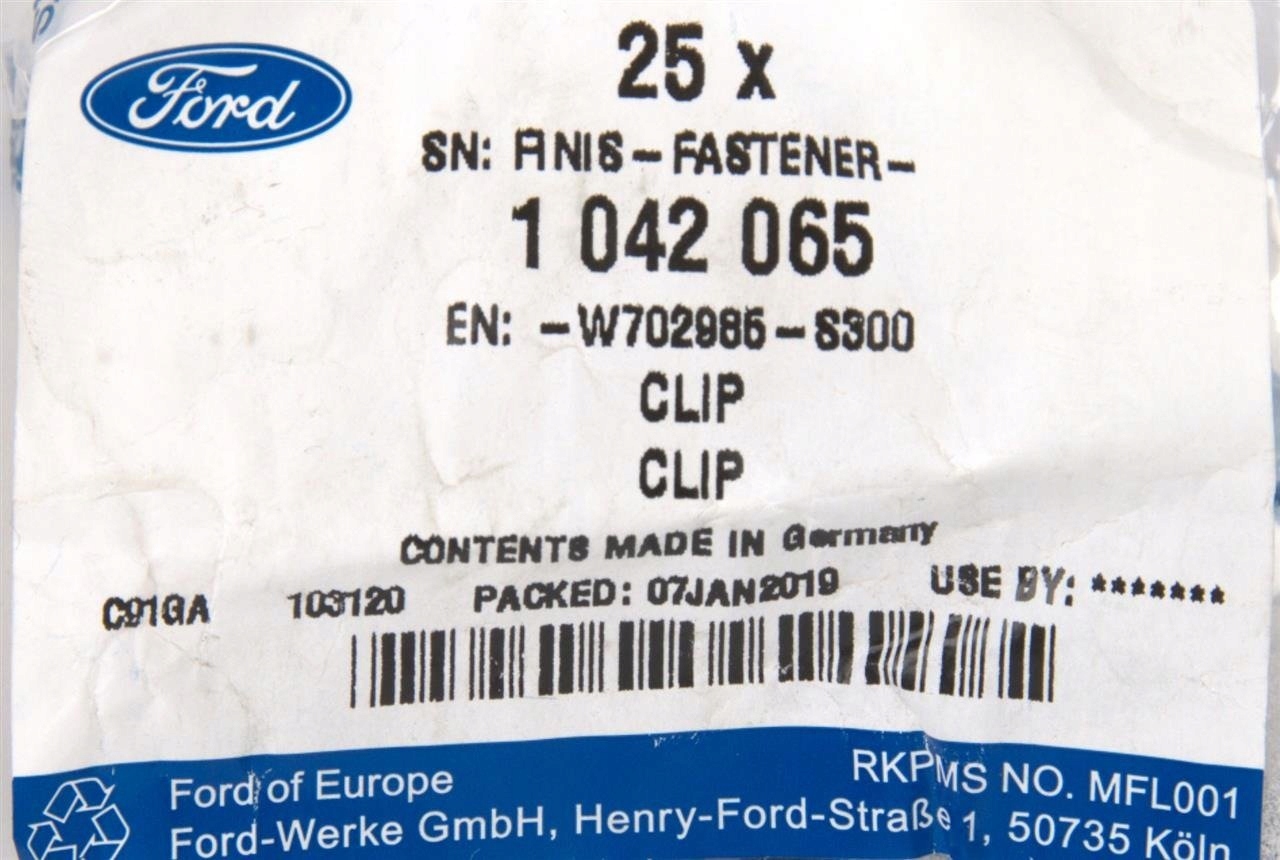 Ford
25 x
SN: FINIS-FASTENER-
1 042 065
EN: -W702986-S300
CLIP
CLIP
CONTENTS MADE IN Germany
C91GA 103120 PACKED: 07JAN2019 USE BY: *******
Ford of Europe RKPMS NO. MFL001
Ford-Werke GmbH, Henry-Ford-Straße 1, 50735 Köln